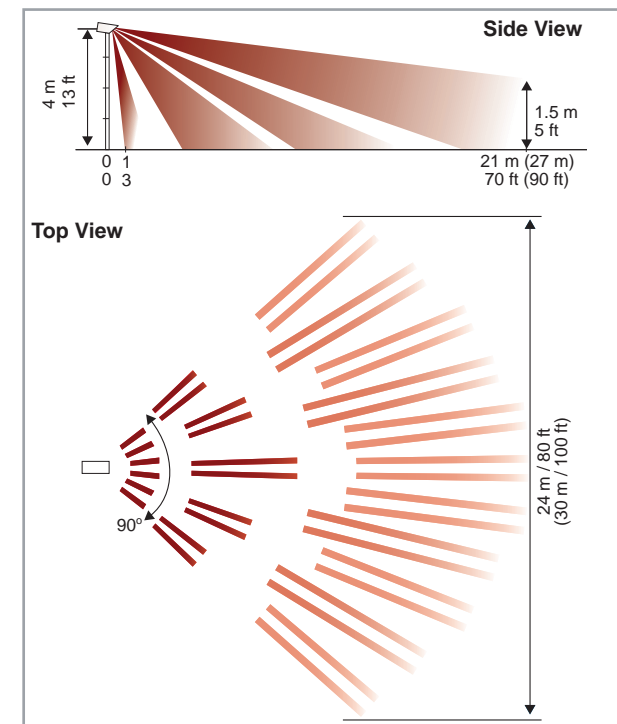 Side View
4 m
13 ft
1.5 m
5 ft
0 1
0 3
21 m (27 m)
70 ft (90 ft)
Top View
90o
24 m / 80 ft
(30 m / 100 ft)